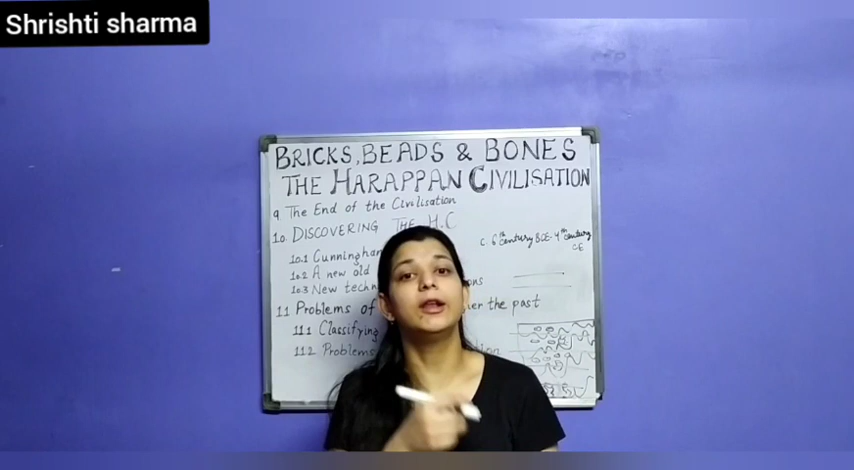 Shrishti sharma
BRICKS, BEADS & BONES
THE HARAPPAN CIVILISATION
9 The End of the Civilisation
10. DISCOVERING THE H.C
c. 6th century BCE - 4th century CE
10.1 Cunningham
10.2 A new old
10.3 New techn
11 Problems of the past
11.1 Classifying
11.2 Problems